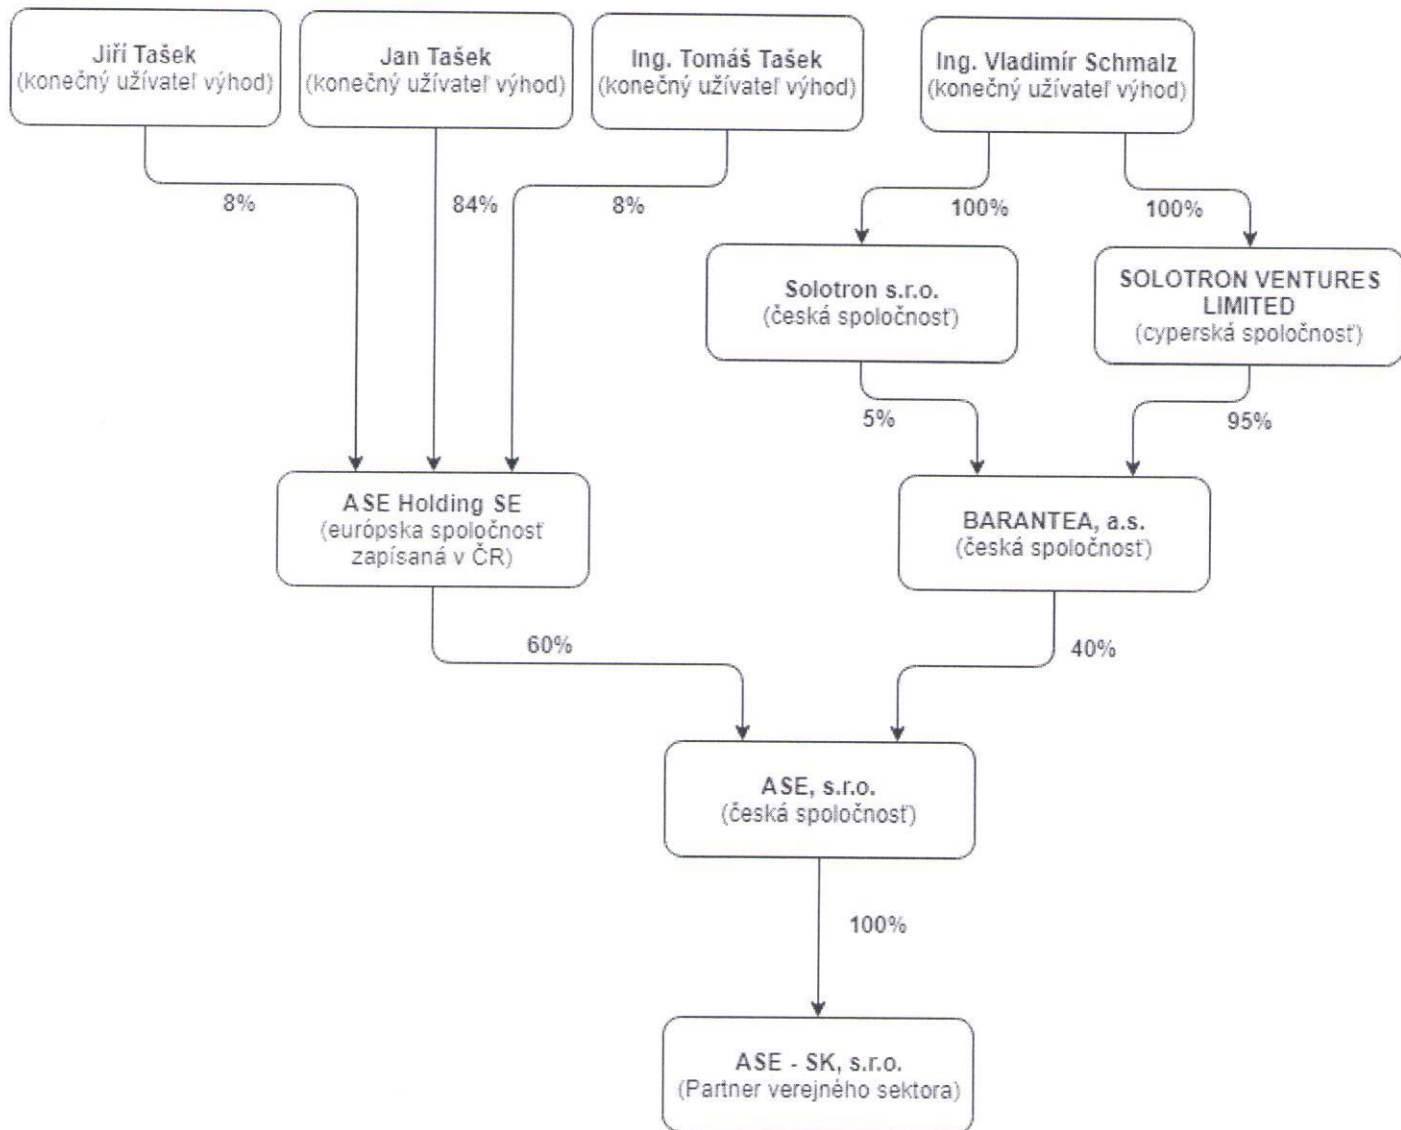 Jiří Tašek
(konečný užívateľ výhod)
Jan Tašek
(konečný užívateľ výhod)
Ing. Tomáš Tašek
(konečný užívateľ výhod)
Ing. Vladimír Schmalz
(konečný užívateľ výhod)
8%
84%
8%
100%
100%
Solotron s.r.o.
(česká spoločnosť)
SOLOTRON VENTURES
LIMITED
(cyperská spoločnosť)
5%
95%
ASE Holding SE
(európska spoločnosť
zapísaná v ČR)
BARANTEA, a.s.
(česká spoločnosť)
60%
40%
ASE, s.r.o.
(česká spoločnosť)
100%
ASE - SK, s.r.o.
(Partner verejného sektora)